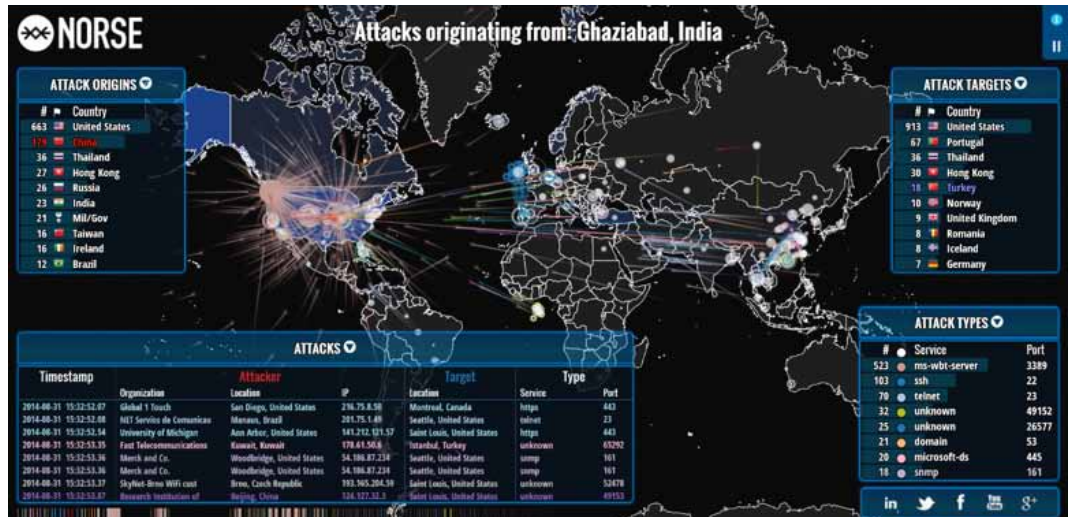 NORSE
Attacks originating from: Ghaziabad, India
ATTACK ORIGINS
# Country
663 United States
179 China
36 Thailand
27 Hong Kong
26 Russia
23 India
21 Mil/Gov
16 Taiwan
16 Ireland
12 Brazil
ATTACK TARGETS
# Country
913 United States
67 Portugal
36 Thailand
30 Hong Kong
18 Turkey
10 Norway
9 United Kingdom
8 Romania
8 Iceland
7 Germany
ATTACKS
Timestamp Attacker Target Type
Organization Location IP Location Service Port
2014-08-31 15:32:52.07 Global 1 Touch San Diego, United States 216.75.8.50 Montreal, Canada https 443
2014-08-31 15:32:52.08 NET Servito de Comunicao Manaus, Brazil 201.75.1.49 Seattle, United States telnet 23
2014-08-31 15:32:52.54 University of Michigan Ann Arbor, United States 141.212.121.57 Saint Louis, United States https 443
2014-08-31 15:32:53.35 Fast Telecommunications Kuwait, Kuwait 178.61.50.6 Istanbul, Turkey unknown 65292
2014-08-31 15:32:53.36 Merck and Co. Woodbridge, United States 54.186.87.234 Seattle, United States snmp 161
2014-08-31 15:32:53.36 Merck and Co. Woodbridge, United States 54.186.87.234 Seattle, United States snmp 161
2014-08-31 15:32:53.37 SkyNet-Brno WiFi cust Brno, Czech Republic 193.165.204.59 Saint Louis, United States unknown 52478
2014-08-31 15:32:53.87 Research Institution of Beijing, China 124.127.32.3 Saint Louis, United States unknown 49153
ATTACK TYPES
# Service Port
523 ms-wbt-server 3389
103 ssh 22
70 telnet 23
32 unknown 49152
25 unknown 26577
21 domain 53
20 microsoft-ds 445
18 snmp 161
in f You Tube g+